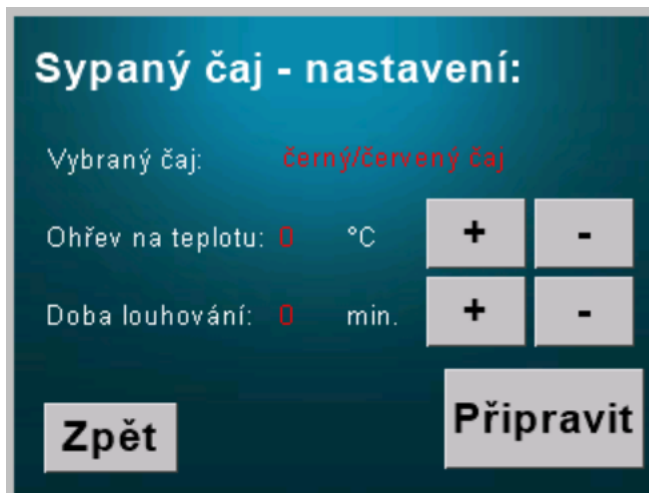 Sypaný čaj - nastavení:
Vybraný čaj: černý/červený čaj
Ohřev na teplotu: 0 °C + -
Doba louhování: 0 min. + -
Zpět Připravit